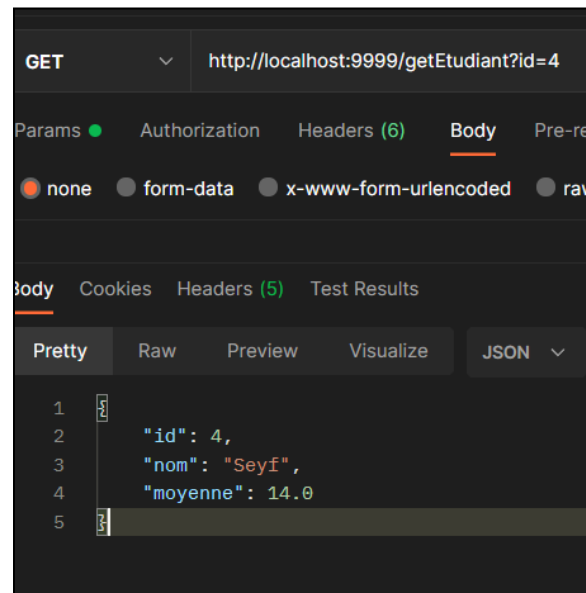 GET http://localhost:9999/getEtudiant?id=4
Params Authorization Headers (6) Body Pre-re
none form-data x-www-form-urlencoded raw
Body Cookies Headers (5) Test Results
Pretty Raw Preview Visualize JSON
1 {
2 "id": 4,
3 "nom": "Seyf",
4 "moyenne": 14.0
5 }